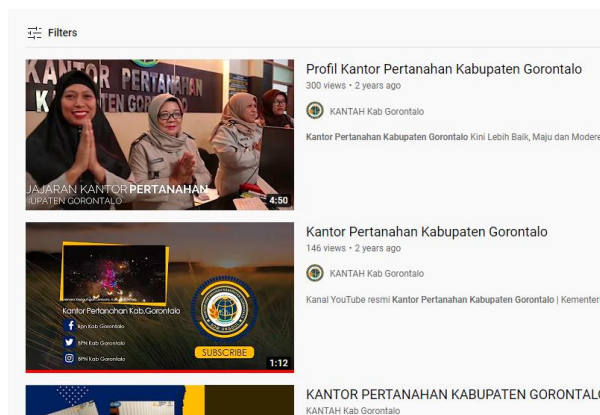 Filters
KANTOR PERTANAHAN
JAJARAN KANTOR PERTANAHAN
UPATEN GORONTALO
4:50
Profil Kantor Pertanahan Kabupaten Gorontalo
300 views • 2 years ago
KANTAH Kab Gorontalo
Kantor Pertanahan Kabupaten Gorontalo Kini Lebih Baik, Maju dan Modere
Kantor Pertanahan Kab.Gorontalo
Bpn Kab Gorontalo
BPN Kab Gorontalo
BPN Kab Gorontalo
SUBSCRIBE
1:12
Kantor Pertanahan Kabupaten Gorontalo
146 views • 2 years ago
KANTAH Kab Gorontalo
Kanal YouTube resmi Kantor Pertanahan Kabupaten Gorontalo | Kementer
KANTOR PERTANAHAN KABUPATEN GORONTALO
KANTAH Kab Gorontalo